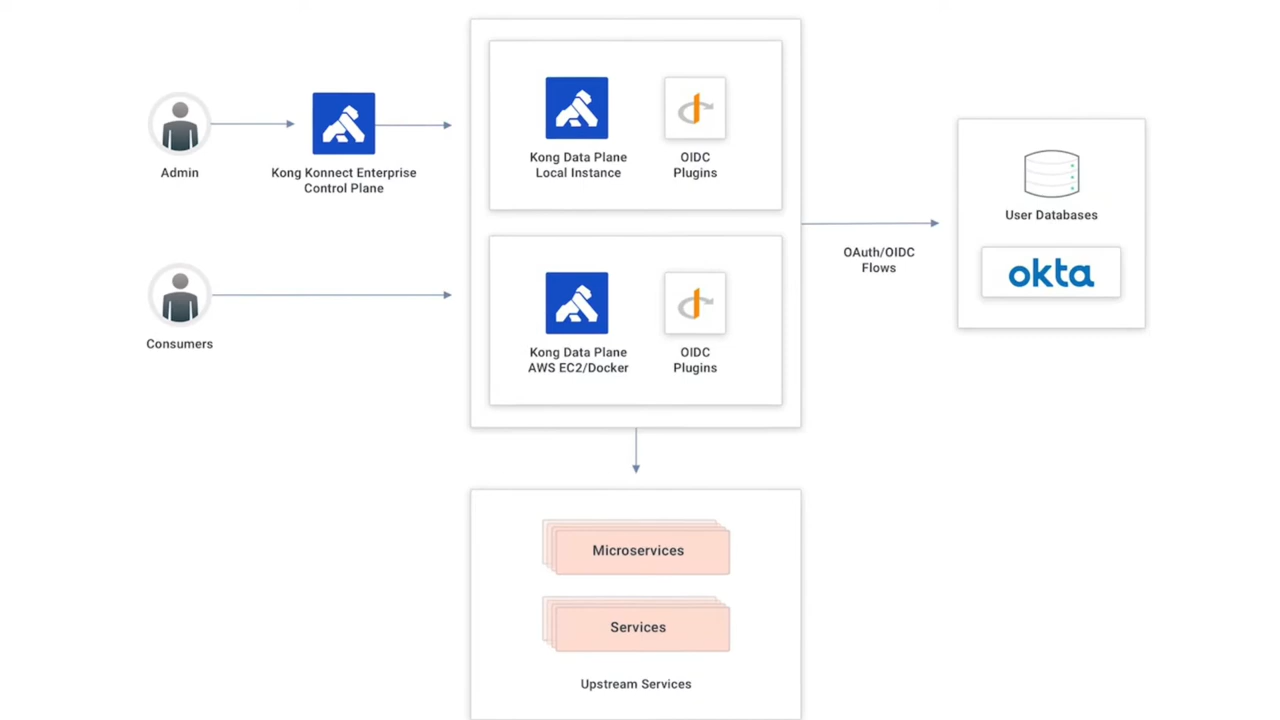 Admin
Kong Konnect Enterprise
Control Plane
Consumers
Kong Data Plane
Local Instance
OIDC
Plugins
Kong Data Plane
AWS EC2/Docker
OIDC
Plugins
OAuth/OIDC
Flows
User Databases
okta
Microservices
Services
Upstream Services